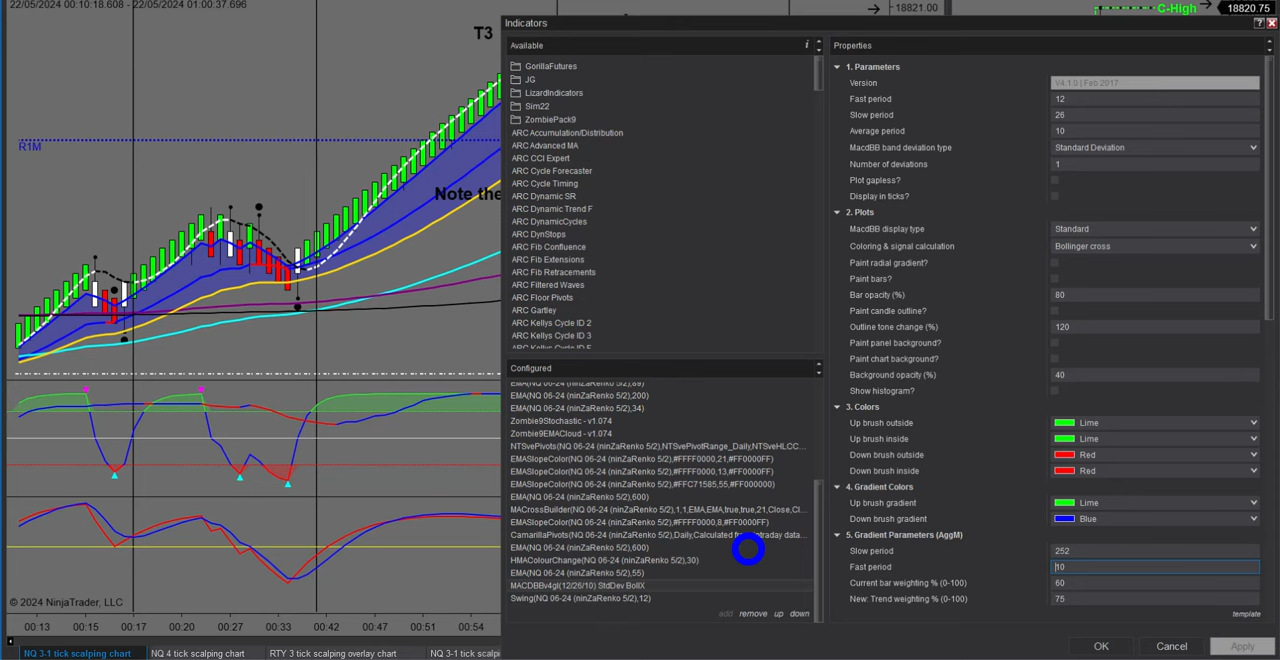 22/05/2024 00:10:18.608 - 22/05/2024 01:00:37.696
18821.00
C-High
18820.75
T3
R1M
Note the
© 2024 NinjaTrader, LLC
00:13
00:15
00:17
00:20
00:27
00:33
00:42
00:47
00:54
NQ 3-1 tick scalping chart
NQ 4 tick scalping chart
RTY 3 tick scalping overlay chart
NQ 3-1 tick scalpi
Indicators
?
Available
i
GorillaFutures
JG
LizardIndicators
Sim22
ZombiePack9
ARC Accumulation/Distribution
ARC Advanced MA
ARC CCI Expert
ARC Cycle Forecaster
ARC Cycle Timing
ARC Dynamic SR
ARC Dynamic Trend F
ARC DynamicCycles
ARC DynStops
ARC Fib Confluence
ARC Fib Extensions
ARC Fib Retracements
ARC Filtered Waves
ARC Floor Pivots
ARC Gartley
ARC Kellys Cycle ID 2
ARC Kellys Cycle ID 3
Configured
EMA(NQ 06-24 (ninZaRenko 5/2),89)
EMA(NQ 06-24 (ninZaRenko 5/2),200)
EMA(NQ 06-24 (ninZaRenko 5/2),34)
Zombie9Stochastic - v1.074
Zombie9EMACloud - v1.074
NTSvePivots(NQ 06-24 (ninZaRenko 5/2),NTSvePivotRange_Daily,NTSveHLCC...
EMASlopeColor(NQ 06-24 (ninZaRenko 5/2),#FFFF0000,21,#FF0000FF)
EMASlopeColor(NQ 06-24 (ninZaRenko 5/2),#FFFF0000,13,#FF0000FF)
EMASlopeColor(NQ 06-24 (ninZaRenko 5/2),#FFC71585,55,#FF000000)
EMA(NQ 06-24 (ninZaRenko 5/2),600)
MACrossBuilder(NQ 06-24 (ninZaRenko 5/2),1,1,EMA,EMA,true,true,21,Close,Cl...
EMASlopeColor(NQ 06-24 (ninZaRenko 5/2),#FFFF0000,8,#FF0000FF)
CamarillaPivots(NQ 06-24 (ninZaRenko 5/2),Daily,Calculated from intraday data...
EMA(NQ 06-24 (ninZaRenko 5/2),600)
HMAColourChange(NQ 06-24 (ninZaRenko 5/2),30)
EMA(NQ 06-24 (ninZaRenko 5/2),55)
MACDBBv4gl(12/26/10) StdDev BollX
Swing(NQ 06-24 (ninZaRenko 5/2),12)
add remove up down
Properties
1. Parameters
Version V4.1.0 | Feb 2017
Fast period 12
Slow period 26
Average period 10
MacdBB band deviation type Standard Deviation
Number of deviations 1
Plot gapless?
Display in ticks?
2. Plots
MacdBB display type Standard
Coloring & signal calculation Bollinger cross
Paint radial gradient?
Paint bars?
Bar opacity (%) 80
Paint candle outline?
Outline tone change (%) 120
Paint panel background?
Paint chart background?
Background opacity (%) 40
Show histogram?
3. Colors
Up brush outside Lime
Up brush inside Lime
Down brush outside Red
Down brush inside Red
4. Gradient Colors
Up brush gradient Lime
Down brush gradient Blue
5. Gradient Parameters (AggM)
Slow period 252
Fast period 10
Current bar weighting % (0-100) 60
New: Trend weighting % (0-100) 75
template
OK Cancel Apply